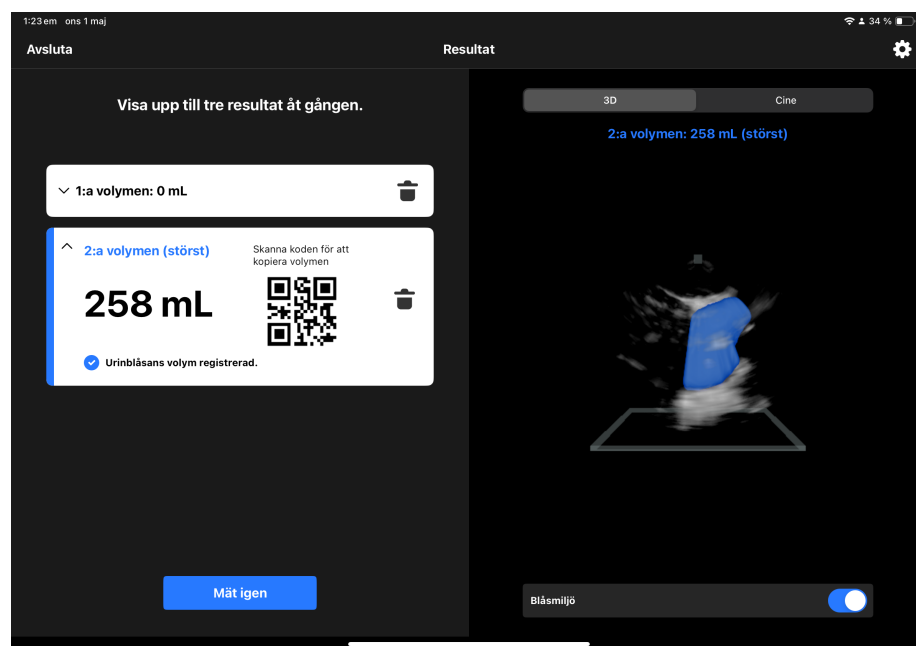 1:23 em ons 1 maj
34 %
Avsluta
Resultat
Visa upp till tre resultat åt gången.
1:a volymen: 0 mL
2:a volymen (störst)
Skanna koden för att
kopiera volymen
258 mL
Urinblåsans volym registrerad.
Mät igen
3D
Cine
2:a volymen: 258 mL (störst)
Blåsmiljö